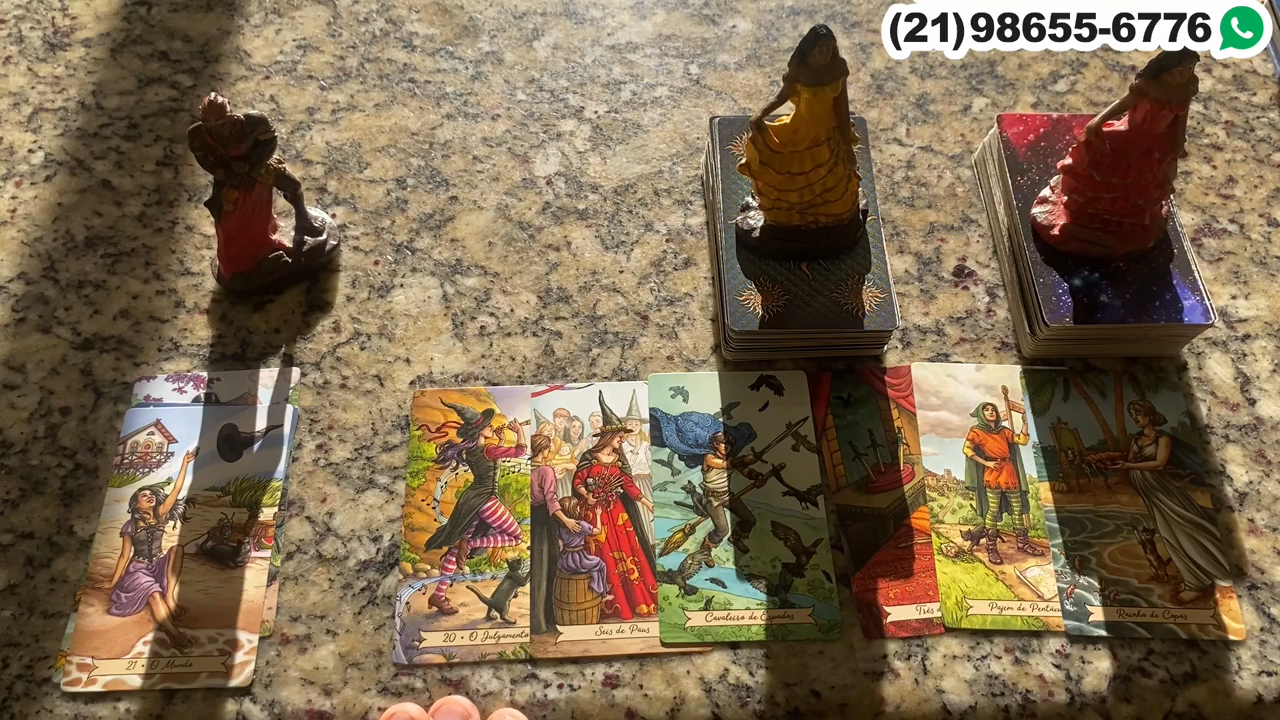 (21)98655-6776
21 • O Mundo
20 • O Julgamento
Seis de Paus
Cavaleiro de Espadas
Três d
Pajem de Pentácu
Rainha de Copas